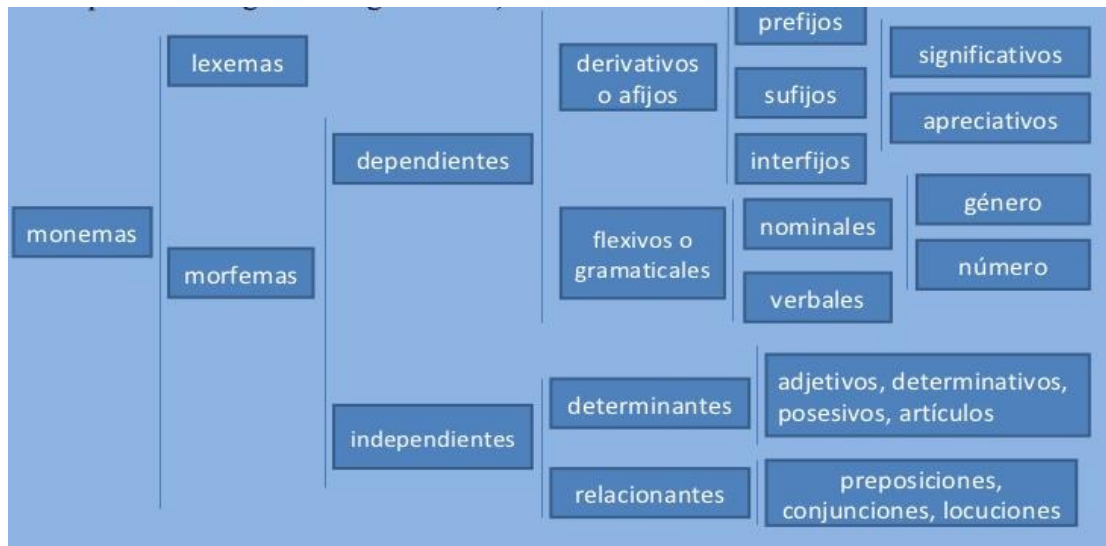 monemas
lexemas
morfemas
dependientes
independientes
derivativos
o afijos
flexivos o
gramaticales
determinantes
relacionantes
prefijos
sufijos
interfijos
nominales
verbales
significativos
apreciativos
género
número
adjetivos, determinativos,
posesivos, artículos
preposiciones,
conjunciones, locuciones